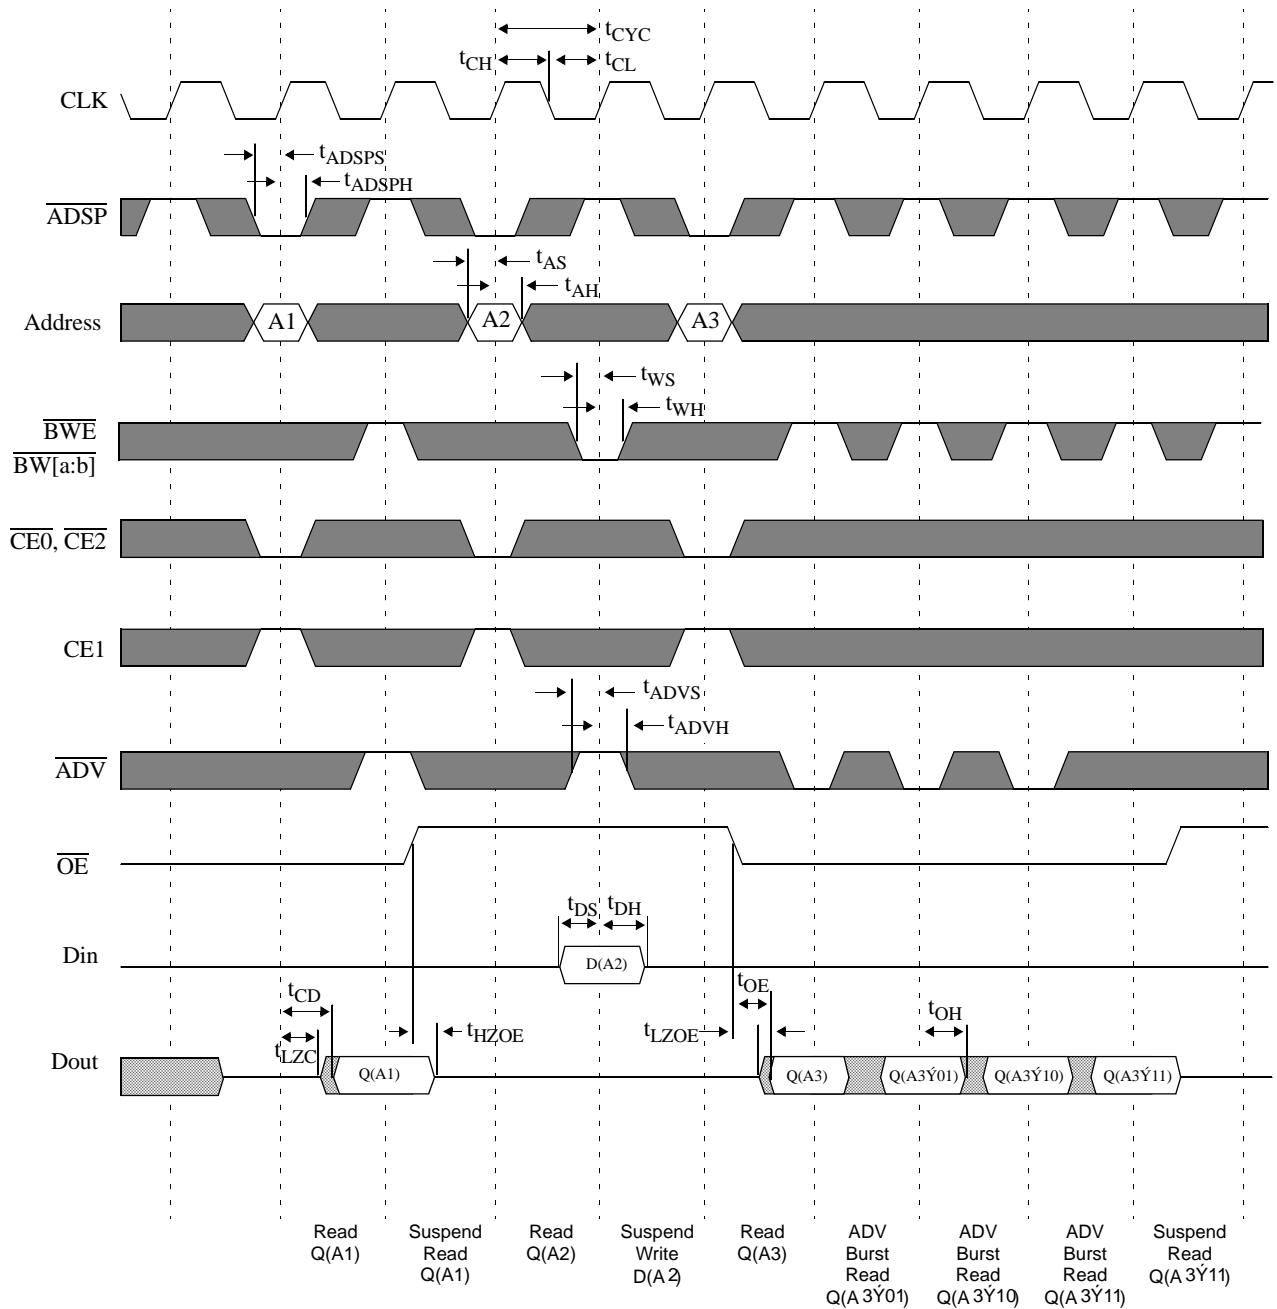 tCYC
tCH
tCL
CLK
tADSPS
tADSPH
ADSP
tAS
tAH
Address
A1
A2
A3
tWS
tWH
BWE
BW[a:b]
CE0, CE2
CE1
tADVS
tADVH
ADV
OE
tDS
tDH
Din
D(A2)
tCD
tOE
tOH
tHZOE
tLZOE
tLZC
Dout
Q(A1)
Q(A3)
Q(A3Ý01)
Q(A3Ý10)
Q(A3Ý11)
Read
Q(A1)
Suspend
Read
Q(A1)
Read
Q(A2)
Suspend
Write
D(A2)
Read
Q(A3)
ADV
Burst
Read
Q(A3Ý01)
ADV
Burst
Read
Q(A3Ý10)
ADV
Burst
Read
Q(A3Ý11)
Suspend
Read
Q(A3Ý11)